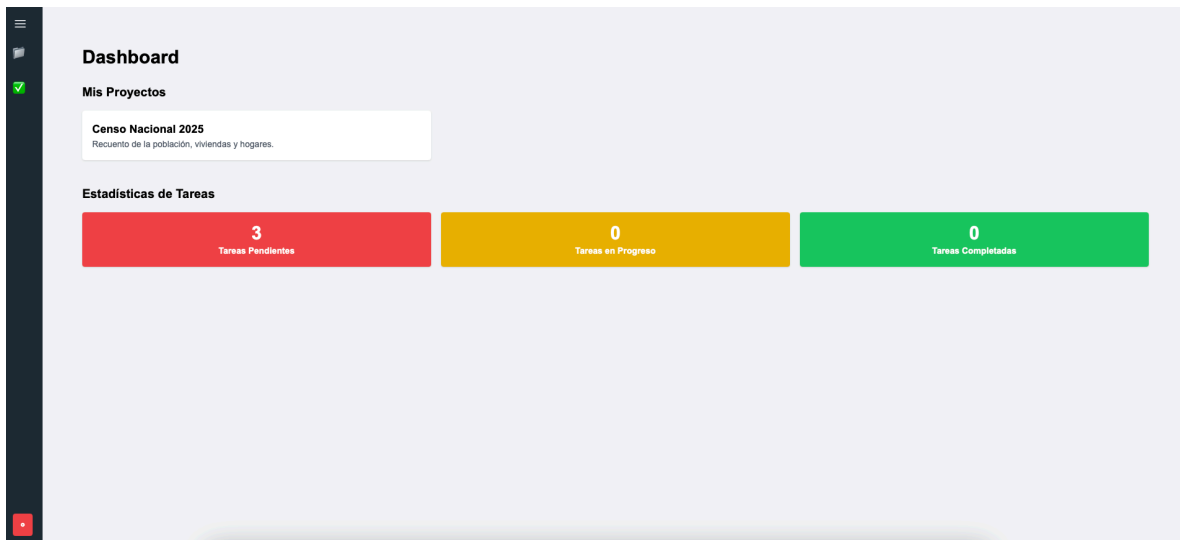 Dashboard
Mis Proyectos
Censo Nacional 2025
Recuento de la población, viviendas y hogares.
Estadísticas de Tareas
3
Tareas Pendientes
0
Tareas en Progreso
0
Tareas Completadas